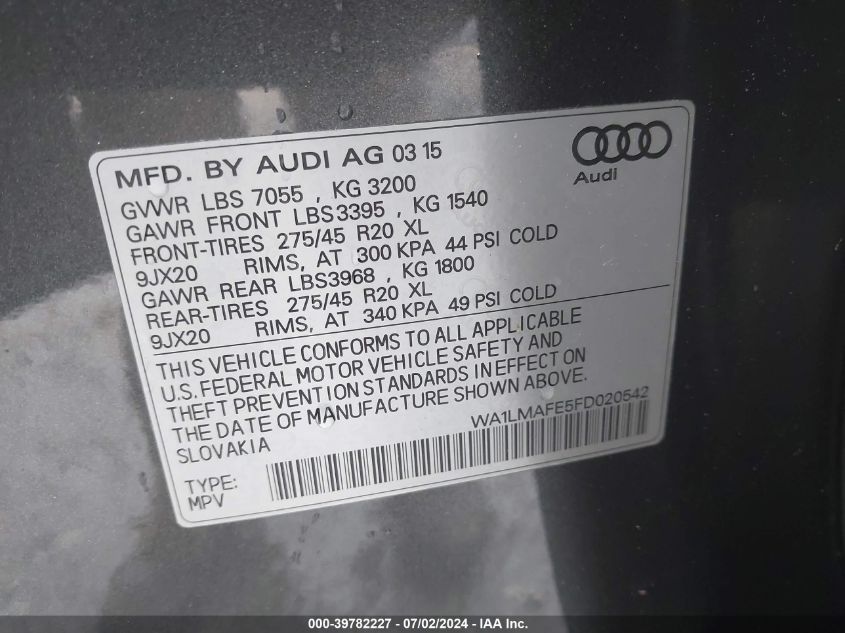 MFD. BY AUDI AG 03 15
Audi
GVWR LBS 7055 , KG 3200
GAWR FRONT LBS3395 , KG 1540
FRONT-TIRES 275/45 R20 XL
9JX20 RIMS, AT 300 KPA 44 PSI COLD
GAWR REAR LBS3968 , KG 1800
REAR-TIRES 275/45 R20 XL
9JX20 RIMS, AT 340 KPA 49 PSI COLD
THIS VEHICLE CONFORMS TO ALL APPLICABLE
U.S. FEDERAL MOTOR VEHICLE SAFETY AND
THEFT PREVENTION STANDARDS IN EFFECT ON
THE DATE OF MANUFACTURE SHOWN ABOVE.
SLOVAKIA
WA1LMAFE5FD020542
TYPE:
MPV
000-39782227 - 07/02/2024 - IAA Inc.